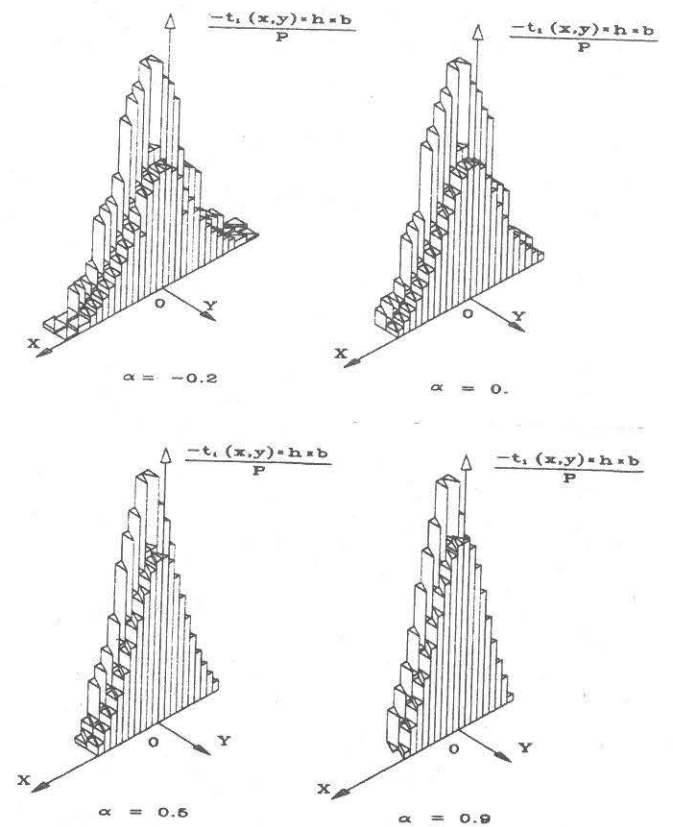 −t₁ (x,y)*h*b
P
−t₁ (x,y)*h*b
P
O
Y
X
α = −0.2
O
Y
X
α = 0.
−t₁ (x,y)*h*b
P
−t₁ (x,y)*h*b
P
O
Y
X
α = 0.5
O
Y
X
α = 0.9